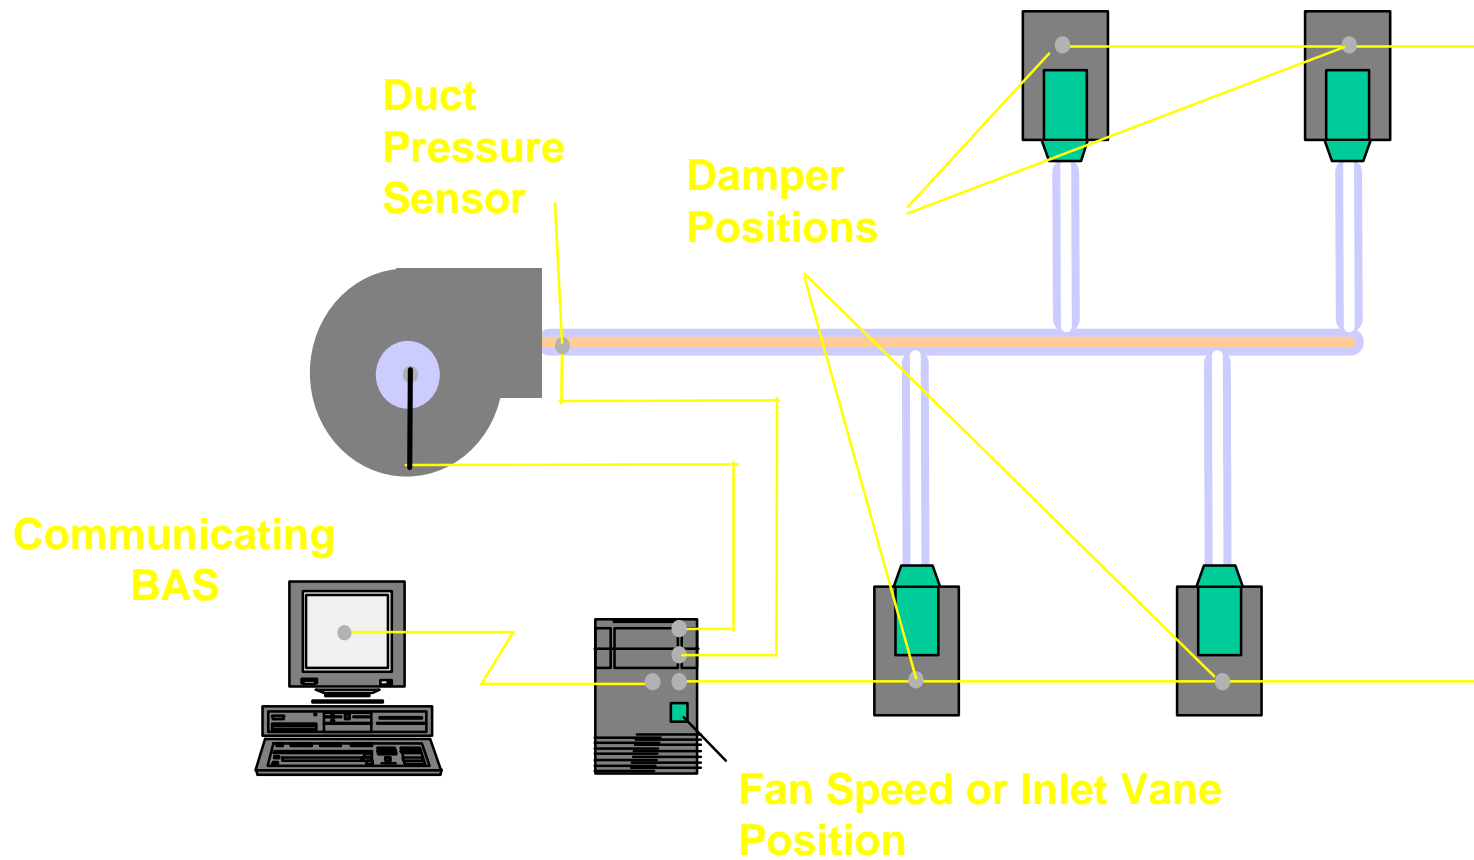 Duct
Pressure
Sensor
Damper
Positions
Communicating
BAS
Fan Speed or Inlet Vane
Position